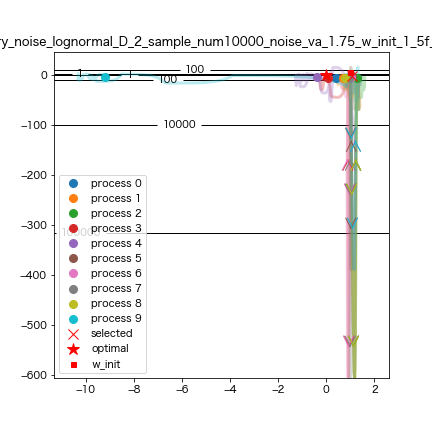 ry_noise_lognormal_D_2_sample_num10000_noise_va_1.75_w_init_1_5f_
100
1
1
100
10000
0
−100
−200
−300
−400
−500
−600
process 0
process 1
process 2
process 3
process 4
process 5
process 6
process 7
process 8
process 9
selected
optimal
w_init
−10 −8 −6 −4 −2 0 2